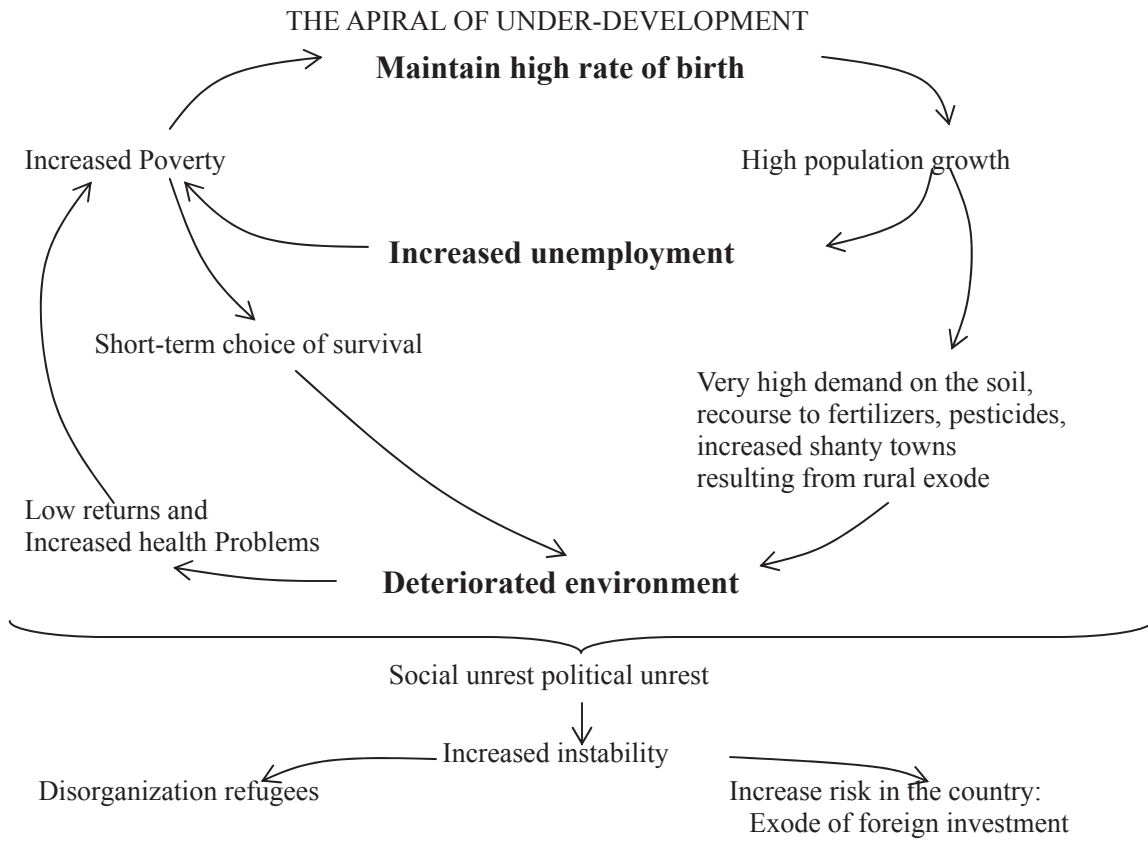 THE APIRAL OF UNDER-DEVELOPMENT
Maintain high rate of birth
Increased Poverty
High population growth
Increased unemployment
Short-term choice of survival
Very high demand on the soil,
recourse to fertilizers, pesticides,
increased shanty towns
resulting from rural exode
Low returns and
Increased health Problems
Deteriorated environment
Social unrest political unrest
Increased instability
Disorganization refugees
Increase risk in the country:
Exode of foreign investment